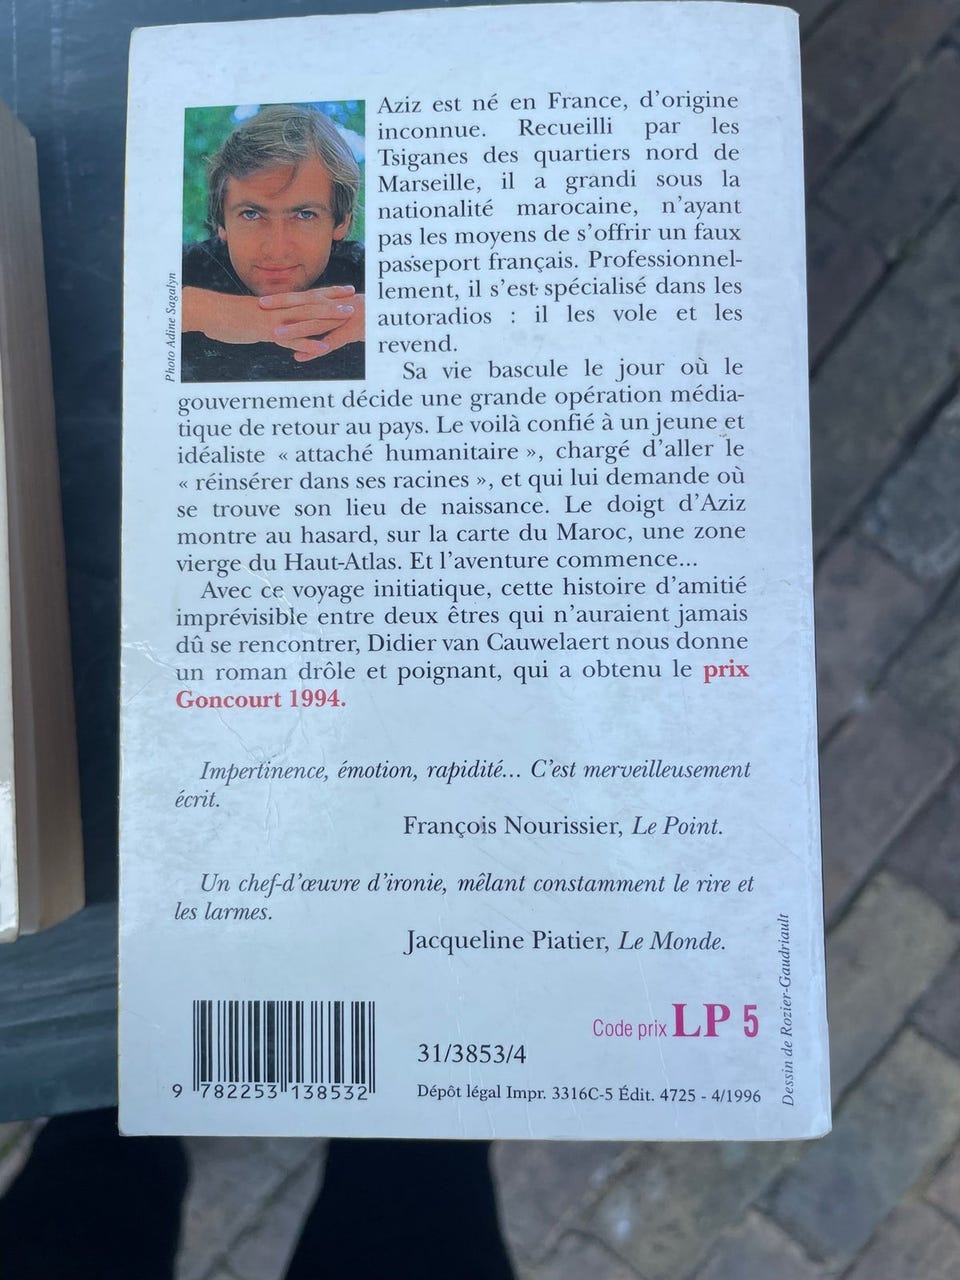 Aziz est né en France, d'origine
inconnue. Recueilli par les
Tsiganes des quartiers nord de
Marseille, il a grandi sous la
nationalité marocaine, n'ayant
pas les moyens de s'offrir un faux
passeport français. Professionnel-
lement, il s'est spécialisé dans les
autoradios : il les vole et les
revend.
Photo Adine Sagalyn
Sa vie bascule le jour où le
gouvernement décide une grande opération média-
tique de retour au pays. Le voilà confié à un jeune et
idéaliste « attaché humanitaire », chargé d'aller le
« réinsérer dans ses racines », et qui lui demande où
se trouve son lieu de naissance. Le doigt d'Aziz
montre au hasard, sur la carte du Maroc, une zone
vierge du Haut-Atlas. Et l'aventure commence...
Avec ce voyage initiatique, cette histoire d'amitié
imprévisible entre deux êtres qui n'auraient jamais
dû se rencontrer, Didier van Cauwelaert nous donne
un roman drôle et poignant, qui a obtenu le prix
Goncourt 1994.
Impertinence, émotion, rapidité... C'est merveilleusement
écrit.
François Nourissier, Le Point.
Un chef-d'œuvre d'ironie, mêlant constamment le rire et
les larmes.
Jacqueline Piatier, Le Monde.
Dessin de Rozier-Gaudriault
Code prix LP 5
31/3853/4
9 782253 138532
Dépôt légal Impr. 3316C-5 Édit. 4725 - 4/1996